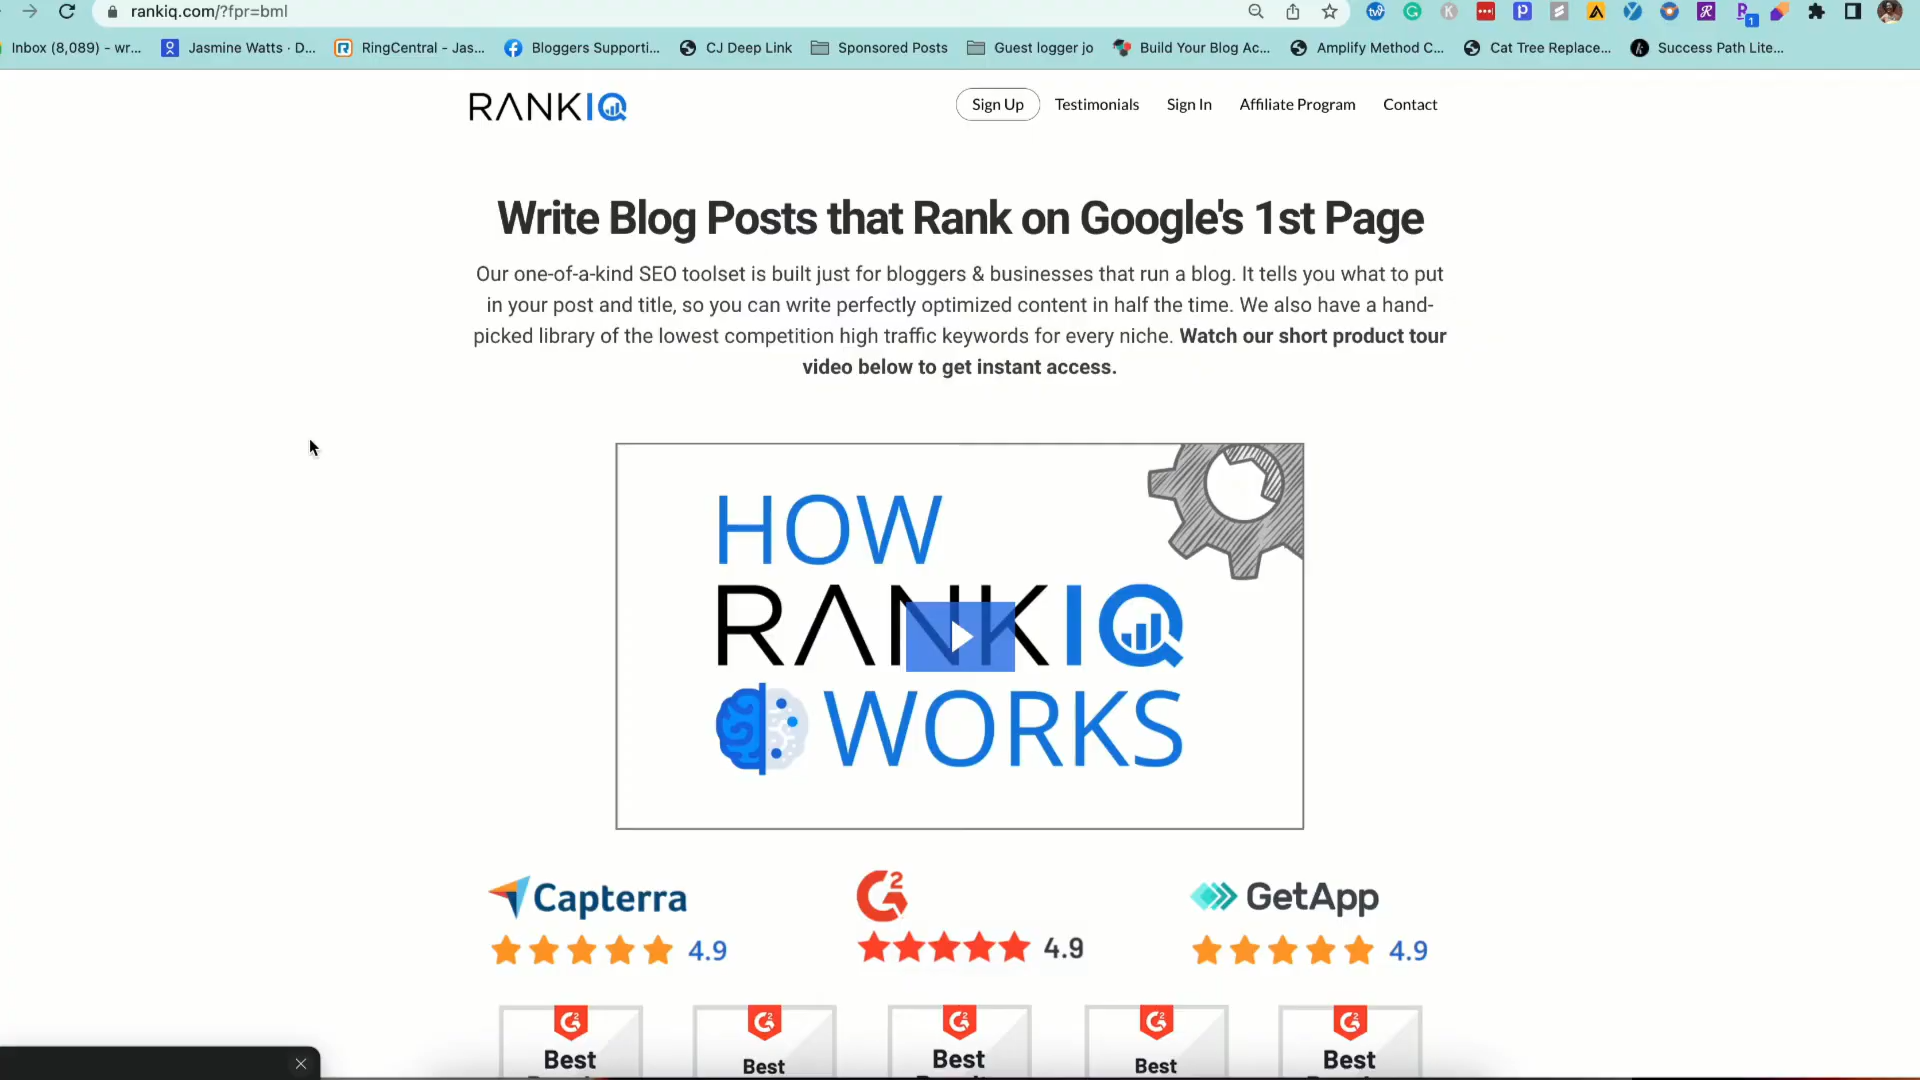 rankiq.com/?fpr=bml
Inbox (8,089) - wr... Jasmine Watts · D... RingCentral - Jas... Bloggers Supporti... CJ Deep Link Sponsored Posts Guest logger jo Build Your Blog Ac... Amplify Method C... Cat Tree Replace... Success Path Lite...
RANKIQ Sign Up Testimonials Sign In Affiliate Program Contact
Write Blog Posts that Rank on Google's 1st Page
Our one-of-a-kind SEO toolset is built just for bloggers & businesses that run a blog. It tells you what to put
in your post and title, so you can write perfectly optimized content in half the time. We also have a hand-
picked library of the lowest competition high traffic keywords for every niche. Watch our short product tour
video below to get instant access.
HOW
RANKIQ
WORKS
Capterra G2 GetApp
4.9 4.9 4.9
Best Best Best Best Best